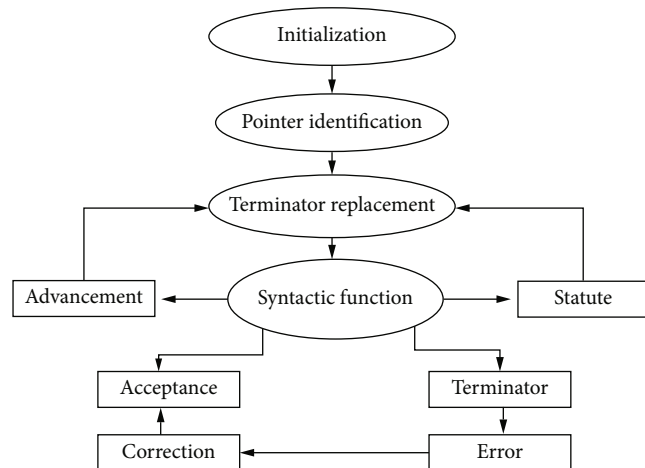 Initialization
Pointer identification
Terminator replacement
Advancement
Syntactic function
Statute
Acceptance
Terminator
Correction
Error